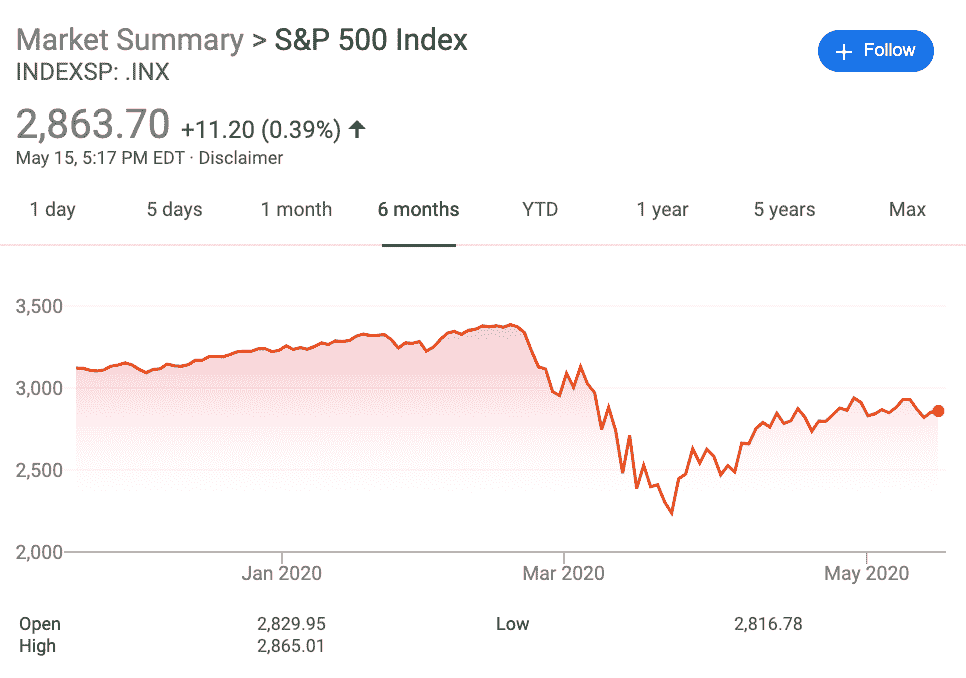 Market Summary > S&P 500 Index
Follow
INDEXSP: .INX
2,863.70 +11.20 (0.39%)
May 15, 5:17 PM EDT · Disclaimer
1 day 5 days 1 month 6 months YTD 1 year 5 years Max
3,500
3,000
2,500
2,000
Jan 2020 Mar 2020 May 2020
Open 2,829.95 Low 2,816.78
High 2,865.01